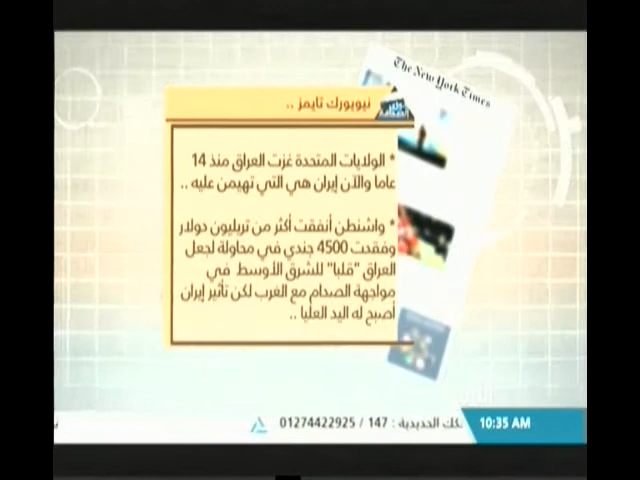 The New York Times
نيويورك تايمز ..
* الولايات المتحدة غزت العراق منذ 14
عاما والآن إيران هي التي تهيمن عليه ..
* واشنطن أنفقت أكثر من تريليون دولار
وفقدت 4500 جندي في محاولة لجعل
العراق "قلبا" للشرق الأوسط في
مواجهة الصدام مع الغرب لكن تأثير إيران
أصبح له اليد العليا ..
10:35 AM
الحديدية : 147 / 01274422925